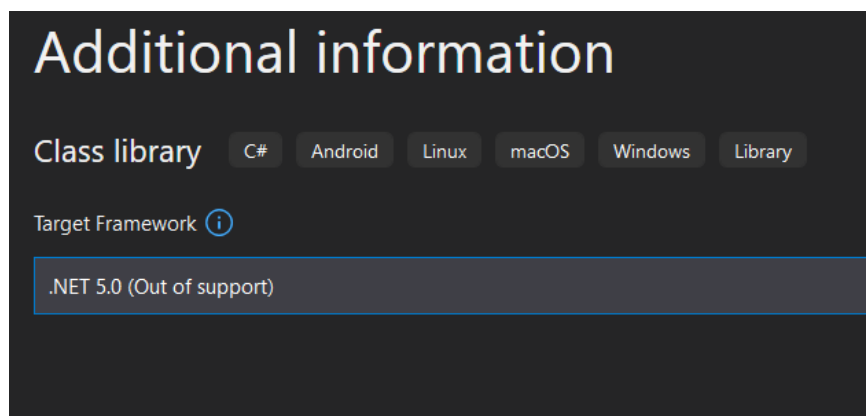 Additional information
Class library C# Android Linux macOS Windows Library
Target Framework
.NET 5.0 (Out of support)